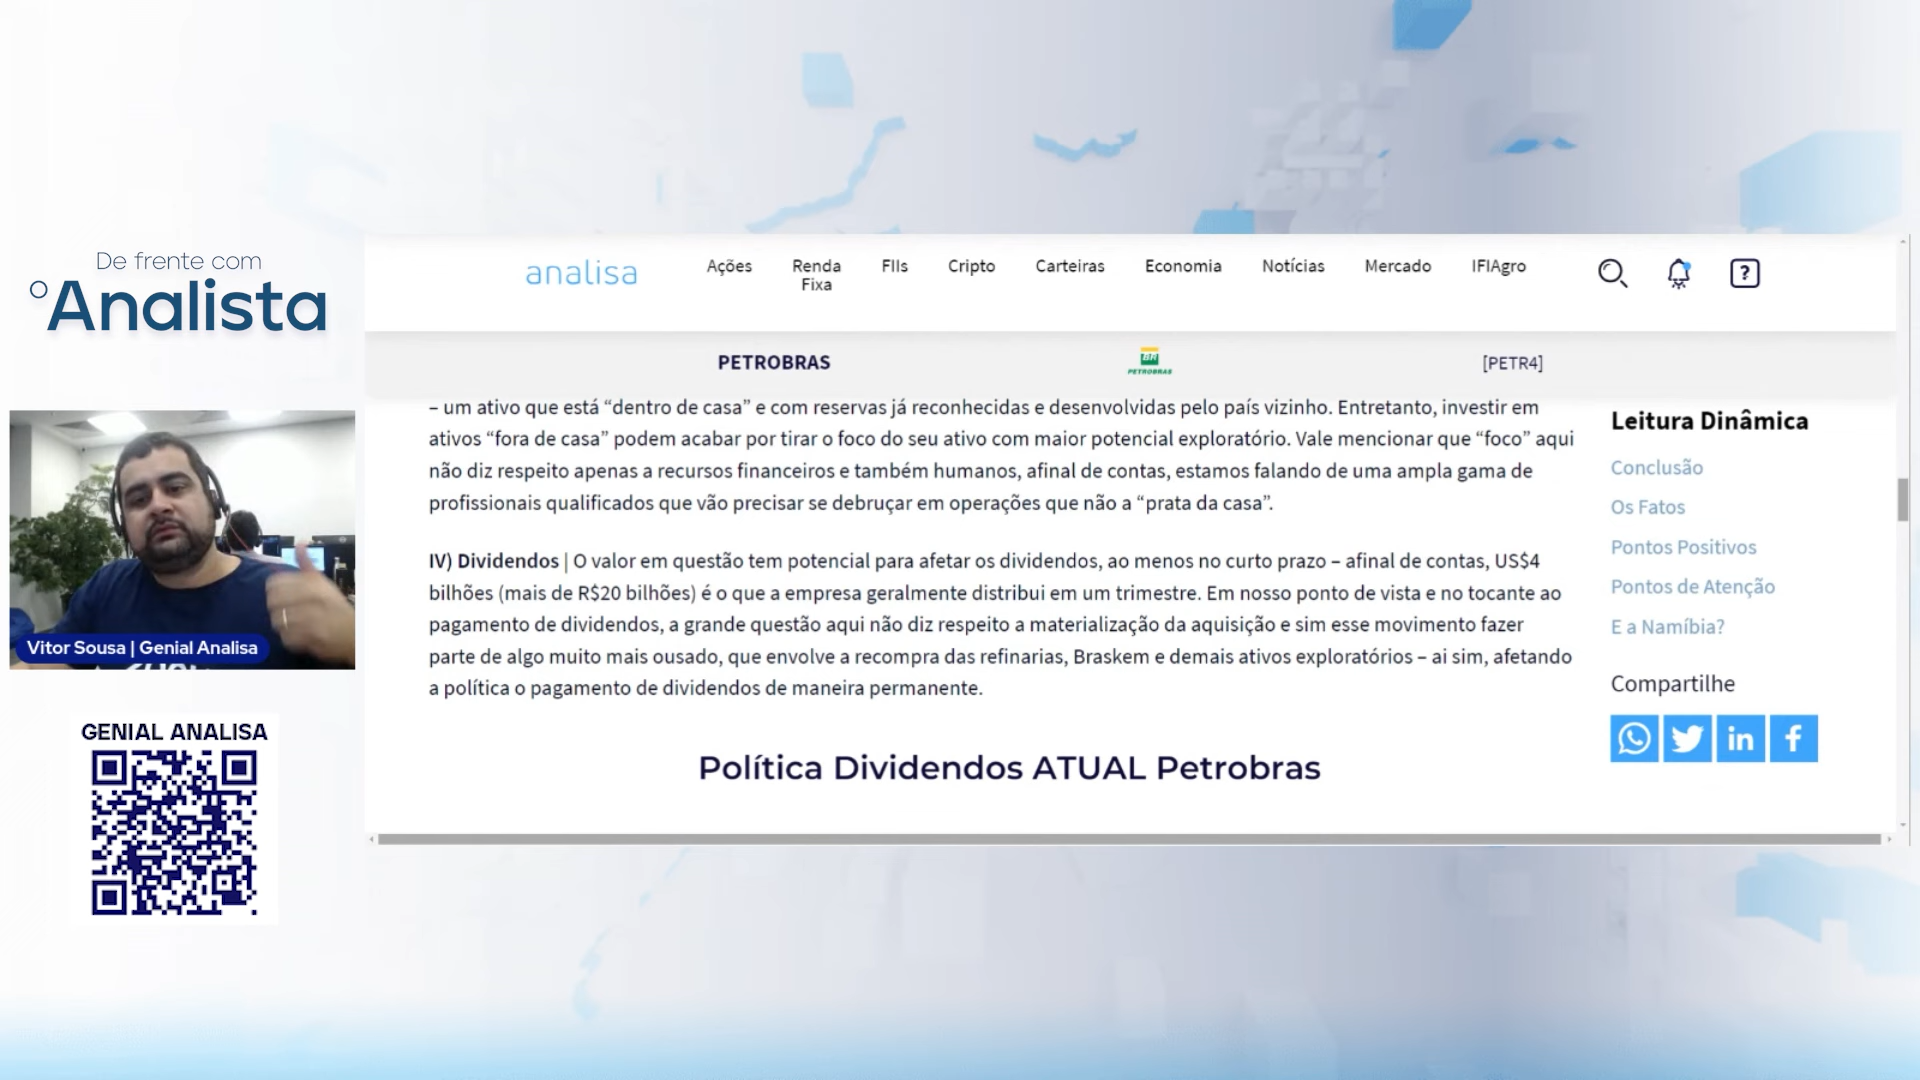 De frente com
°Analista
Vitor Sousa | Genial Analisa
GENIAL ANALISA
analisa
Ações
Renda
Fixa
FIIs
Cripto
Carteiras
Economia
Notícias
Mercado
IFIAgro
?
PETROBRAS
BR
PETROBRAS
[PETR4]
– um ativo que está “dentro de casa” e com reservas já reconhecidas e desenvolvidas pelo país vizinho. Entretanto, investir em
ativos “fora de casa” podem acabar por tirar o foco do seu ativo com maior potencial exploratório. Vale mencionar que “foco” aqui
não diz respeito apenas a recursos financeiros e também humanos, afinal de contas, estamos falando de uma ampla gama de
profissionais qualificados que vão precisar se debruçar em operações que não a “prata da casa”.
IV) Dividendos | O valor em questão tem potencial para afetar os dividendos, ao menos no curto prazo – afinal de contas, US$4
bilhões (mais de R$20 bilhões) é o que a empresa geralmente distribui em um trimestre. Em nosso ponto de vista e no tocante ao
pagamento de dividendos, a grande questão aqui não diz respeito a materialização da aquisição e sim esse movimento fazer
parte de algo muito mais ousado, que envolve a recompra das refinarias, Braskem e demais ativos exploratórios – ai sim, afetando
a política o pagamento de dividendos de maneira permanente.
Política Dividendos ATUAL Petrobras
Leitura Dinâmica
Conclusão
Os Fatos
Pontos Positivos
Pontos de Atenção
E a Namíbia?
Compartilhe
in
f